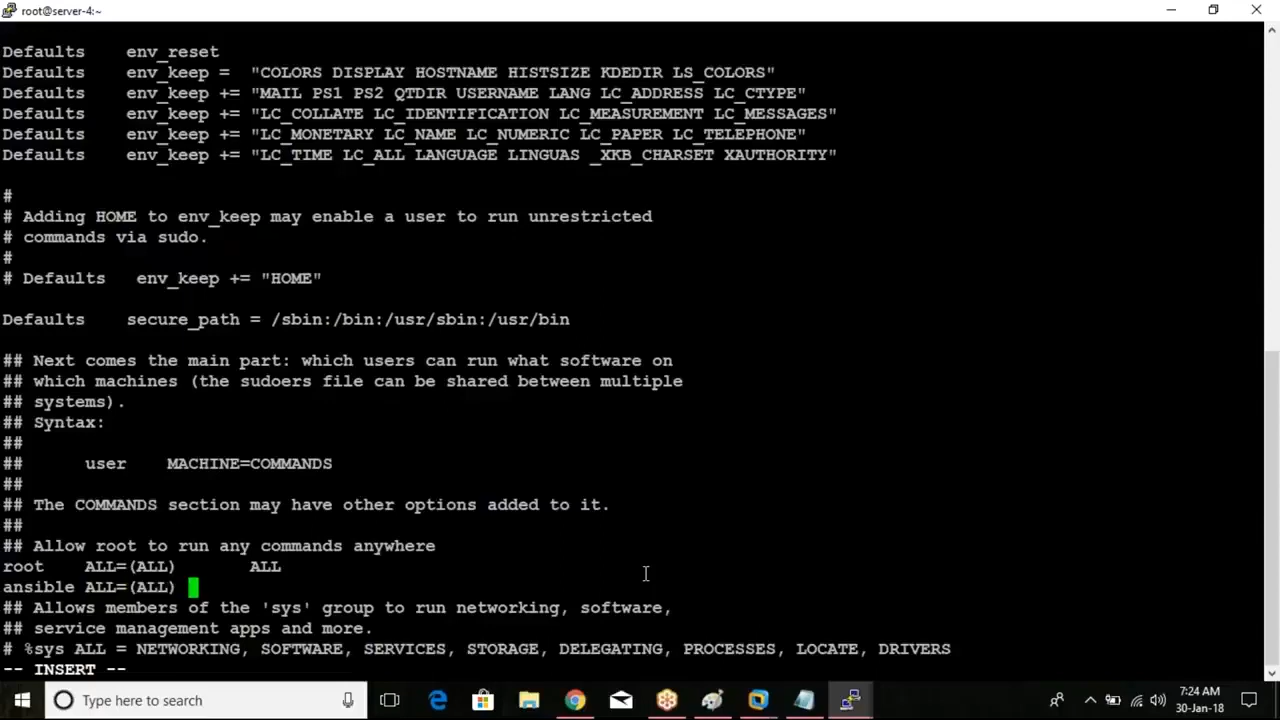 root@server-4:~
Defaults    env_reset
Defaults    env_keep =  "COLORS DISPLAY HOSTNAME HISTSIZE KDEDIR LS_COLORS"
Defaults    env_keep += "MAIL PS1 PS2 QTDIR USERNAME LANG LC_ADDRESS LC_CTYPE"
Defaults    env_keep += "LC_COLLATE LC_IDENTIFICATION LC_MEASUREMENT LC_MESSAGES"
Defaults    env_keep += "LC_MONETARY LC_NAME LC_NUMERIC LC_PAPER LC_TELEPHONE"
Defaults    env_keep += "LC_TIME LC_ALL LANGUAGE LINGUAS _XKB_CHARSET XAUTHORITY"
#
# Adding HOME to env_keep may enable a user to run unrestricted
# commands via sudo.
#
# Defaults   env_keep += "HOME"
Defaults    secure_path = /sbin:/bin:/usr/sbin:/usr/bin
## Next comes the main part: which users can run what software on
## which machines (the sudoers file can be shared between multiple
## systems).
## Syntax:
##
##      user    MACHINE=COMMANDS
##
## The COMMANDS section may have other options added to it.
##
## Allow root to run any commands anywhere
root    ALL=(ALL)       ALL
ansible ALL=(ALL)
## Allows members of the 'sys' group to run networking, software,
## service management apps and more.
# %sys ALL = NETWORKING, SOFTWARE, SERVICES, STORAGE, DELEGATING, PROCESSES, LOCATE, DRIVERS
-- INSERT --
Type here to search
7:24 AM
30-Jan-18